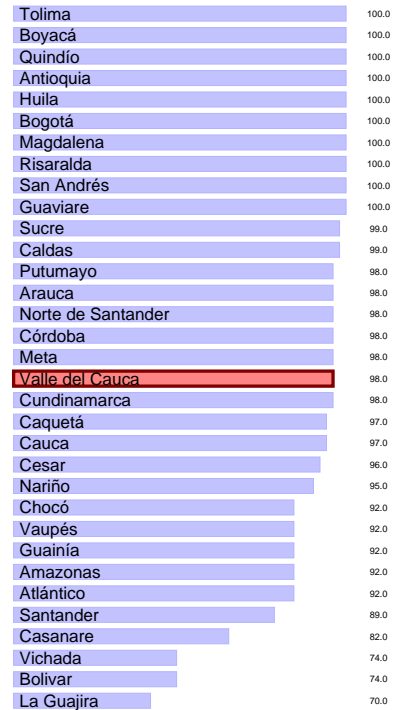 Tolima 100.0
Boyacá 100.0
Quindío 100.0
Antioquia 100.0
Huila 100.0
Bogotá 100.0
Magdalena 100.0
Risaralda 100.0
San Andrés 100.0
Guaviare 100.0
Sucre 99.0
Caldas 99.0
Putumayo 98.0
Arauca 98.0
Norte de Santander 98.0
Córdoba 98.0
Meta 98.0
Valle del Cauca 98.0
Cundinamarca 98.0
Caquetá 97.0
Cauca 97.0
Cesar 96.0
Nariño 95.0
Chocó 92.0
Vaupés 92.0
Guainía 92.0
Amazonas 92.0
Atlántico 92.0
Santander 89.0
Casanare 82.0
Vichada 74.0
Bolivar 74.0
La Guajira 70.0